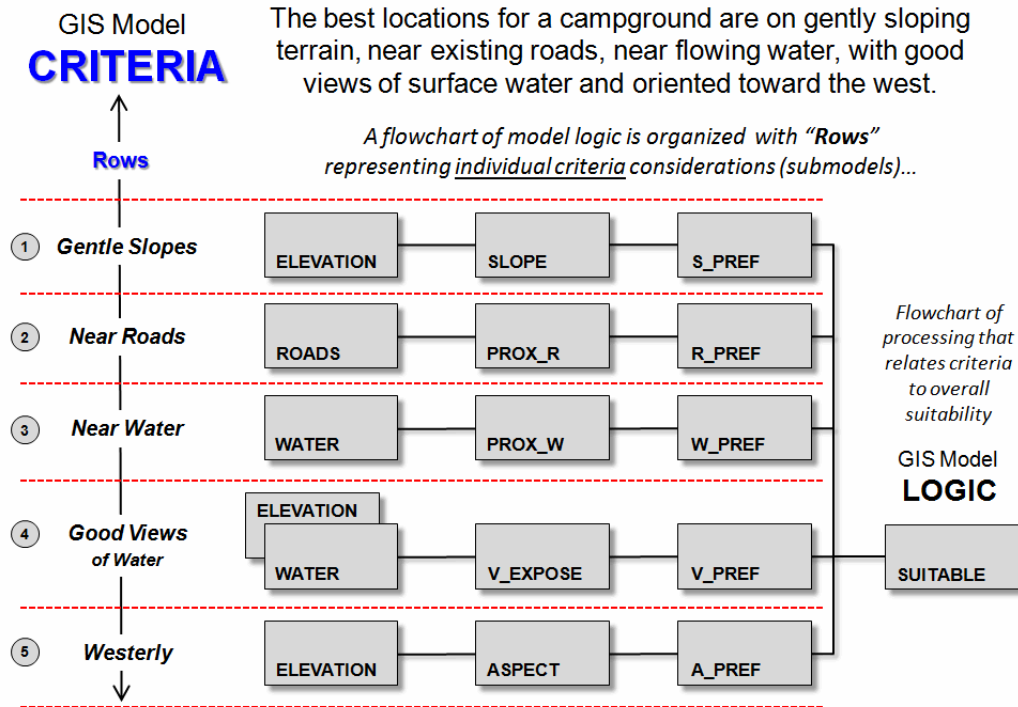 GIS Model
CRITERIA
The best locations for a campground are on gently sloping
terrain, near existing roads, near flowing water, with good
views of surface water and oriented toward the west.
Rows
A flowchart of model logic is organized with “Rows”
representing individual criteria considerations (submodels)…
1 Gentle Slopes ELEVATION SLOPE S_PREF
2 Near Roads ROADS PROX_R R_PREF
3 Near Water WATER PROX_W W_PREF
Flowchart of
processing that
relates criteria
to overall
suitability
GIS Model
LOGIC
ELEVATION
4 Good Views
of Water
WATER V_EXPOSE V_PREF SUITABLE
5 Westerly ELEVATION ASPECT A_PREF